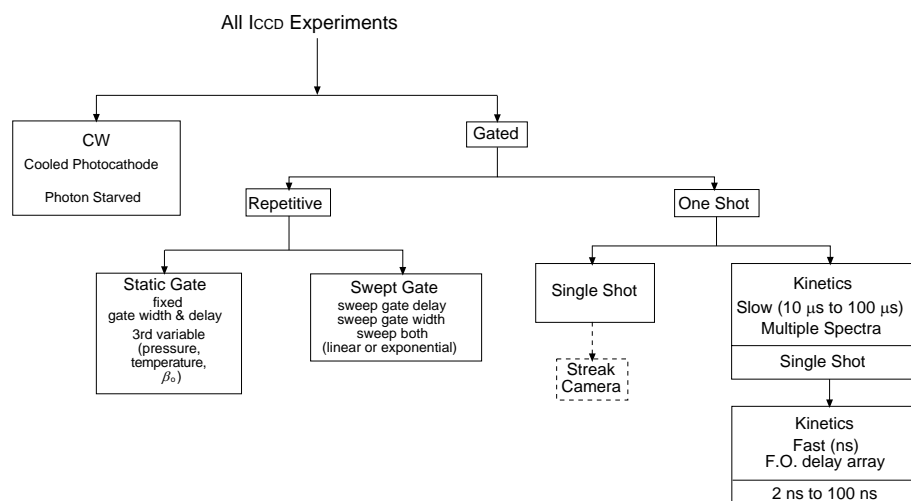 All ICCD Experiments
CW
Cooled Photocathode
Photon Starved
Gated
Repetitive
One Shot
Static Gate
fixed
gate width & delay
3rd variable
(pressure,
temperature,
βₒ)
Swept Gate
sweep gate delay
sweep gate width
sweep both
(linear or exponential)
Single Shot
Streak
Camera
Kinetics
Slow (10 μs to 100 μs)
Multiple Spectra
Single Shot
Kinetics
Fast (ns)
F.O. delay array
2 ns to 100 ns